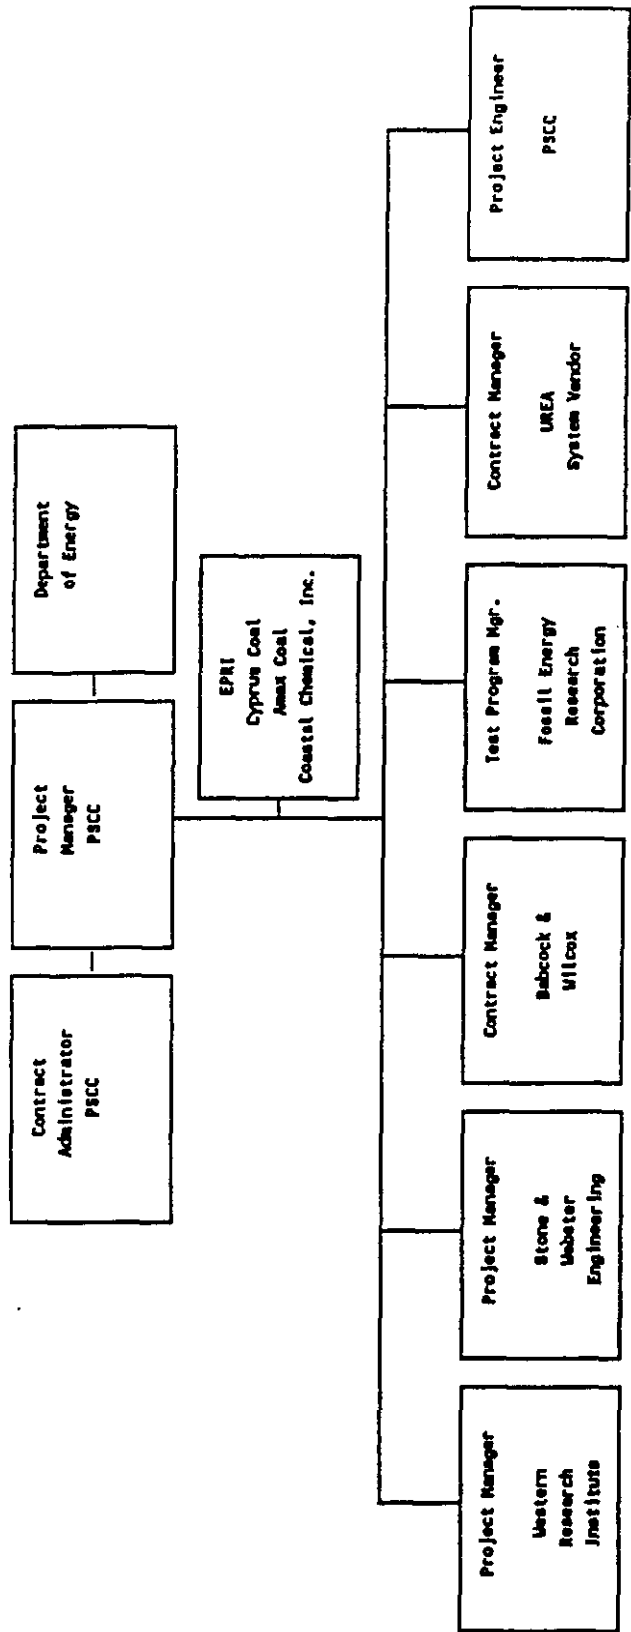 Contract
Administrator
PSCC
Project
Manager
PSCC
Department
of Energy
EPRI
Cyprus Coal
Amax Coal
Coastal Chemical, Inc.
Project Manager
Western
Research
Institute
Project Manager
Stone &
Webster
Engineering
Contract Manager
Babcock &
Wilcox
Test Program Mgr.
Fossil Energy
Research
Corporation
Contract Manager
UREA
System Vendor
Project Engineer
PSCC